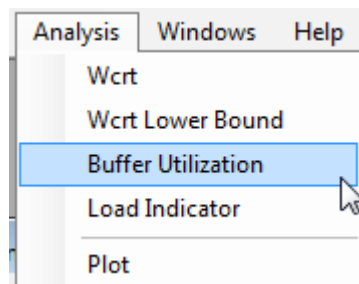 Analysis Windows Help
Wcrt
Wcrt Lower Bound
Buffer Utilization
Load Indicator
Plot